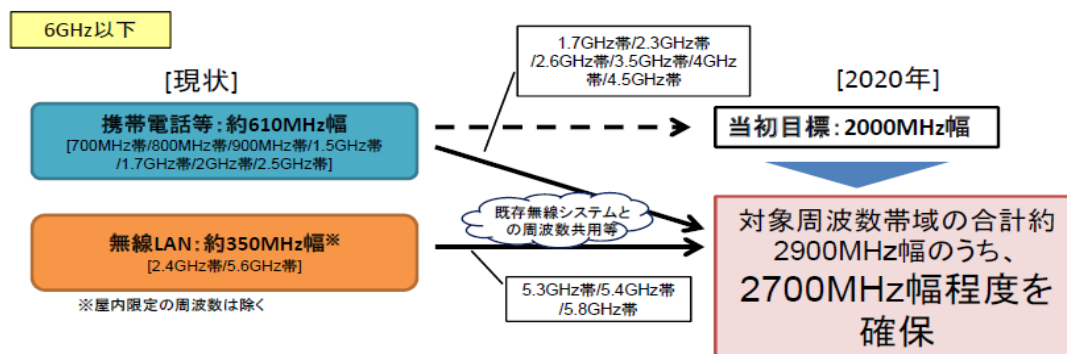 6GHz以下
1.7GHz帯/2.3GHz帯
/2.6GHz帯/3.5GHz帯/4GHz
帯/4.5GHz帯
[現状]
[2020年]
携帯電話等：約610MHz幅
[700MHz帯/800MHz帯/900MHz帯/1.5GHz帯
/1.7GHz帯/2GHz帯/2.5GHz帯]
当初目標：2000MHz幅
既存無線システムと
の周波数共用等
無線LAN：約350MHz幅※
[2.4GHz帯/5.6GHz帯]
※屋内限定の周波数は除く
5.3GHz帯/5.4GHz帯
/5.8GHz帯
対象周波数帯域の合計約
2900MHz幅のうち、
2700MHz幅程度を
確保